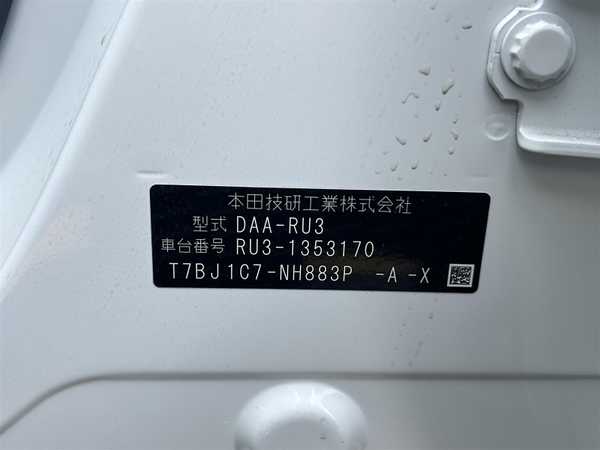 本田技研工業株式会社
型式 DAA-RU3
車台番号 RU3-1353170
T7BJ1C7-NH883P -A -X